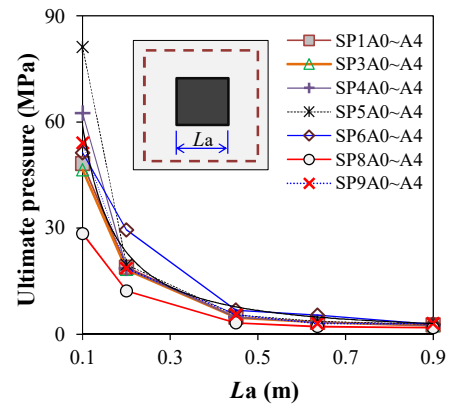 90
60
30
0
Ultimate pressure (MPa)
0.1
0.3
0.5
0.7
0.9
La (m)
La
SP1A0~A4
SP3A0~A4
SP4A0~A4
SP5A0~A4
SP6A0~A4
SP8A0~A4
SP9A0~A4